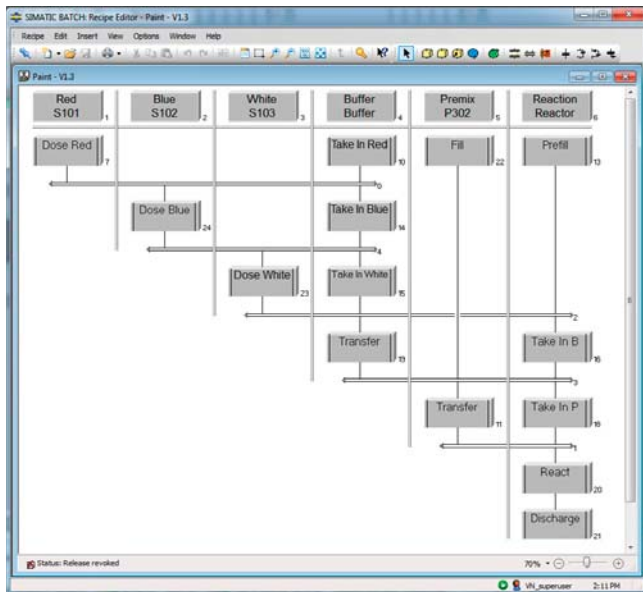 SIMATIC BATCH: Recipe Editor - Paint - V1.3
Recipe Edit Insert View Options Window Help
Paint - V1.3
Red S101 1
Blue S102 2
White S103 3
Buffer Buffer 4
Premix P302 5
Reaction Reactor 6
Dose Red 7
Take In Red 10
Fill 22
Prefill 13
0
Dose Blue 24
Take In Blue 14
4
Dose White 23
Take In White 15
2
Transfer 19
Take In B 16
3
Transfer 11
Take In P 18
1
React 20
Discharge 21
Status: Release revoked
70%
VN_superuser 2:11 PM